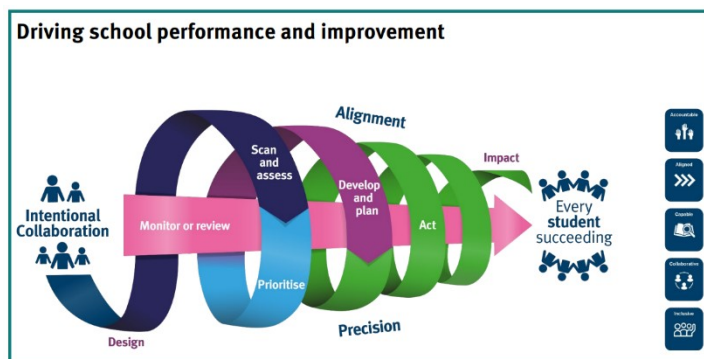 Driving school performance and improvement
Alignment
Scan
and
assess
Impact
Develop
and
plan
Intentional
Collaboration
Monitor or review
Act
Every
student
succeeding
Prioritise
Design
Precision
Accountable
Aligned
Capable
Collaborative
Inclusive